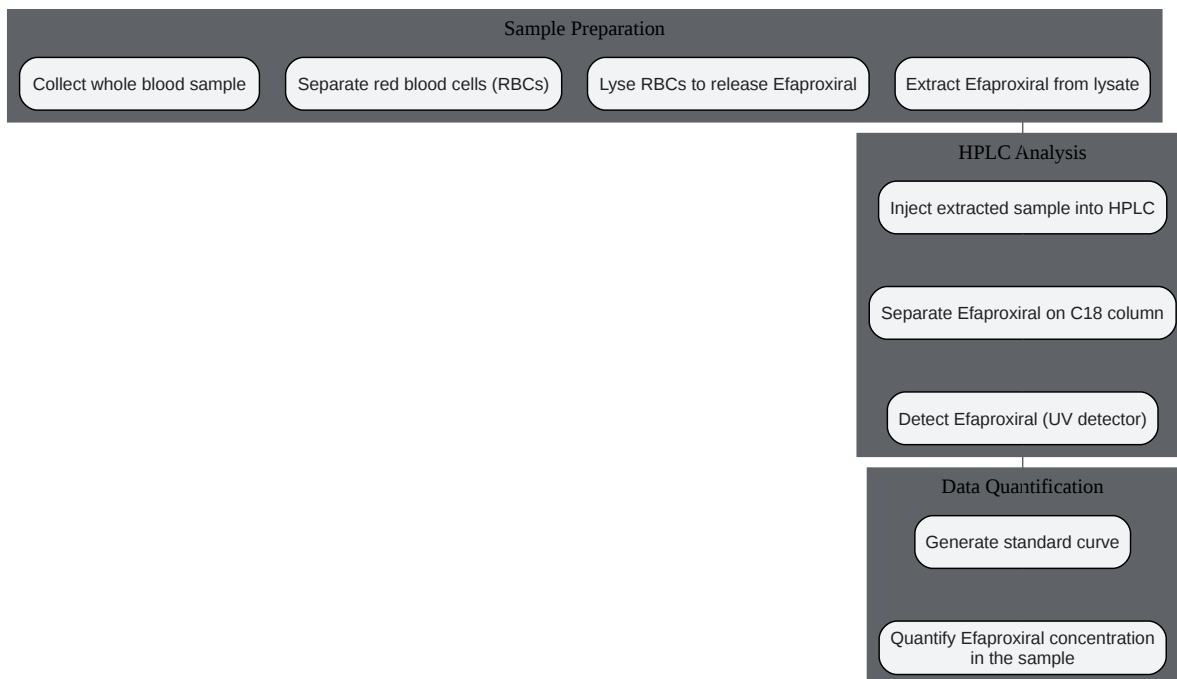 Sample Preparation
Collect whole blood sample
Separate red blood cells (RBCs)
Lyse RBCs to release Efaproxiral
Extract Efaproxiral from lysate
HPLC Analysis
Inject extracted sample into HPLC
Separate Efaproxiral on C18 column
Detect Efaproxiral (UV detector)
Data Quantification
Generate standard curve
Quantify Efaproxiral concentration
in the sample